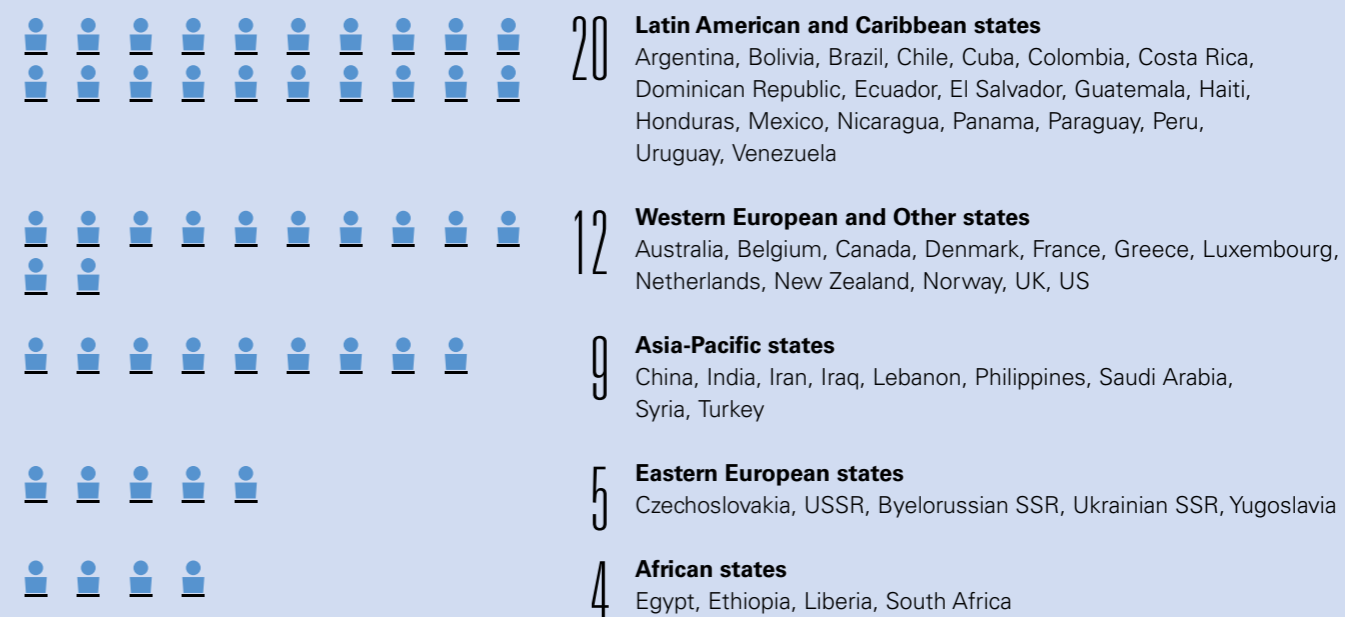 20
Latin American and Caribbean states
Argentina, Bolivia, Brazil, Chile, Cuba, Colombia, Costa Rica,
Dominican Republic, Ecuador, El Salvador, Guatemala, Haiti,
Honduras, Mexico, Nicaragua, Panama, Paraguay, Peru,
Uruguay, Venezuela
12
Western European and Other states
Australia, Belgium, Canada, Denmark, France, Greece, Luxembourg,
Netherlands, New Zealand, Norway, UK, US
9
Asia-Pacific states
China, India, Iran, Iraq, Lebanon, Philippines, Saudi Arabia,
Syria, Turkey
5
Eastern European states
Czechoslovakia, USSR, Byelorussian SSR, Ukrainian SSR, Yugoslavia
4
African states
Egypt, Ethiopia, Liberia, South Africa